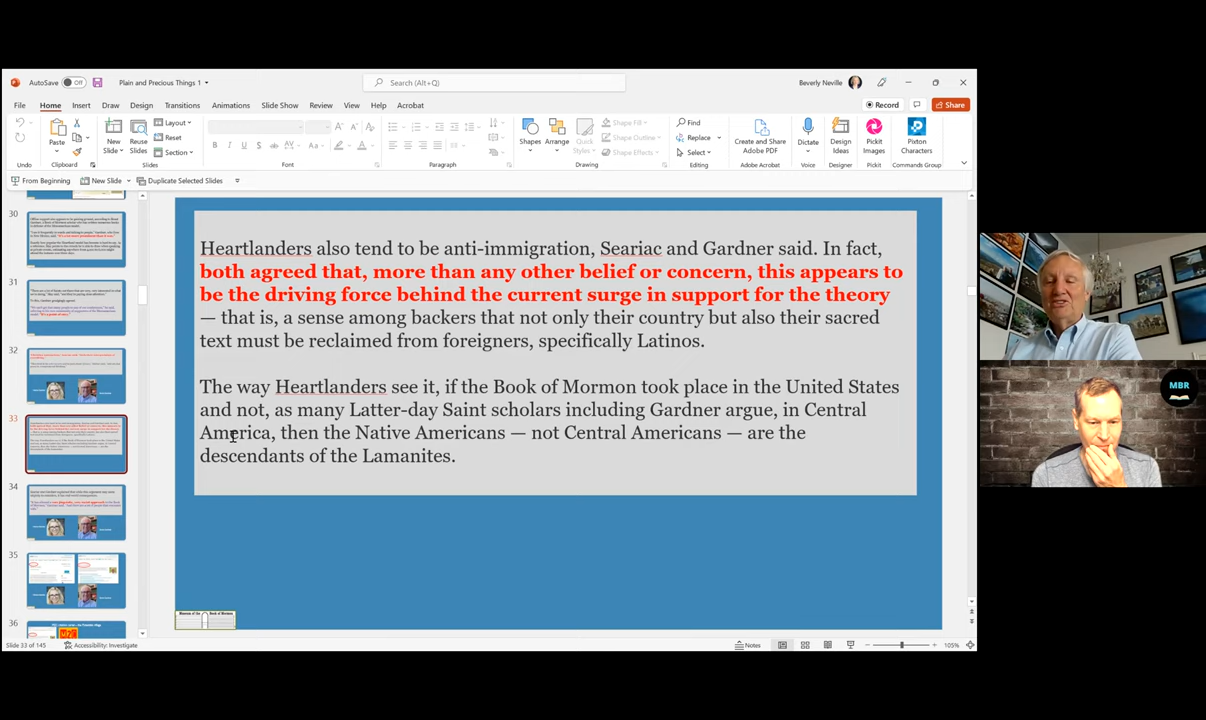 AutoSave Off Plain and Precious Things 1 Search (Alt+Q) Beverly Neville
File Home Insert Draw Design Transitions Animations Slide Show Review View Help Acrobat Record Share
Paste New Slide Reuse Slides Layout Reset Section Shapes Arrange Quick Styles Shape Fill Shape Outline Shape Effects Find Replace Select Create and Share Adobe PDF Dictate Design Ideas Pickit Images Pixton Characters
Undo Clipboard Slides Font Paragraph Drawing Editing Adobe Acrobat Voice Designer Pickit Commands Group
From Beginning New Slide Duplicate Selected Slides
30
31
32
33
34
35
36
Heartlanders also tend to be anti-immigration, Seariac and Gardner said. In fact,
both agreed that, more than any other belief or concern, this appears to
be the driving force behind the current surge in support for the theory
— that is, a sense among backers that not only their country but also their sacred
text must be reclaimed from foreigners, specifically Latinos.
The way Heartlanders see it, if the Book of Mormon took place in the United States
and not, as many Latter-day Saint scholars including Gardner argue, in Central
America, then the Native Americans — not Central Americans — are the
descendants of the Lamanites.
Museum of the Book of Mormon
Slide 33 of 145 Accessibility: Investigate Notes 105%
MBR